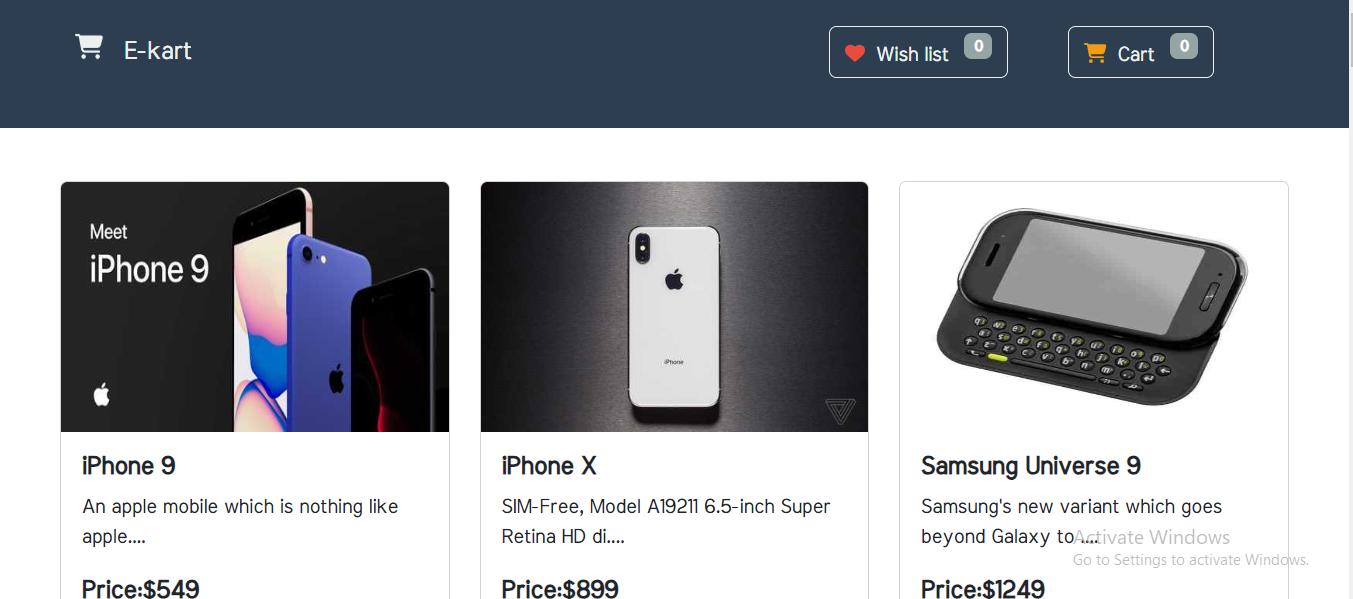 E-kart
Wish list 0
Cart 0
Meet
iPhone 9
iPhone
iPhone 9
An apple mobile which is nothing like
apple....
Price:$549
iPhone X
SIM-Free, Model A19211 6.5-inch Super
Retina HD di....
Price:$899
Samsung Universe 9
Samsung's new variant which goes
beyond Galaxy to ....
Price:$1249
Activate Windows
Go to Settings to activate Windows.